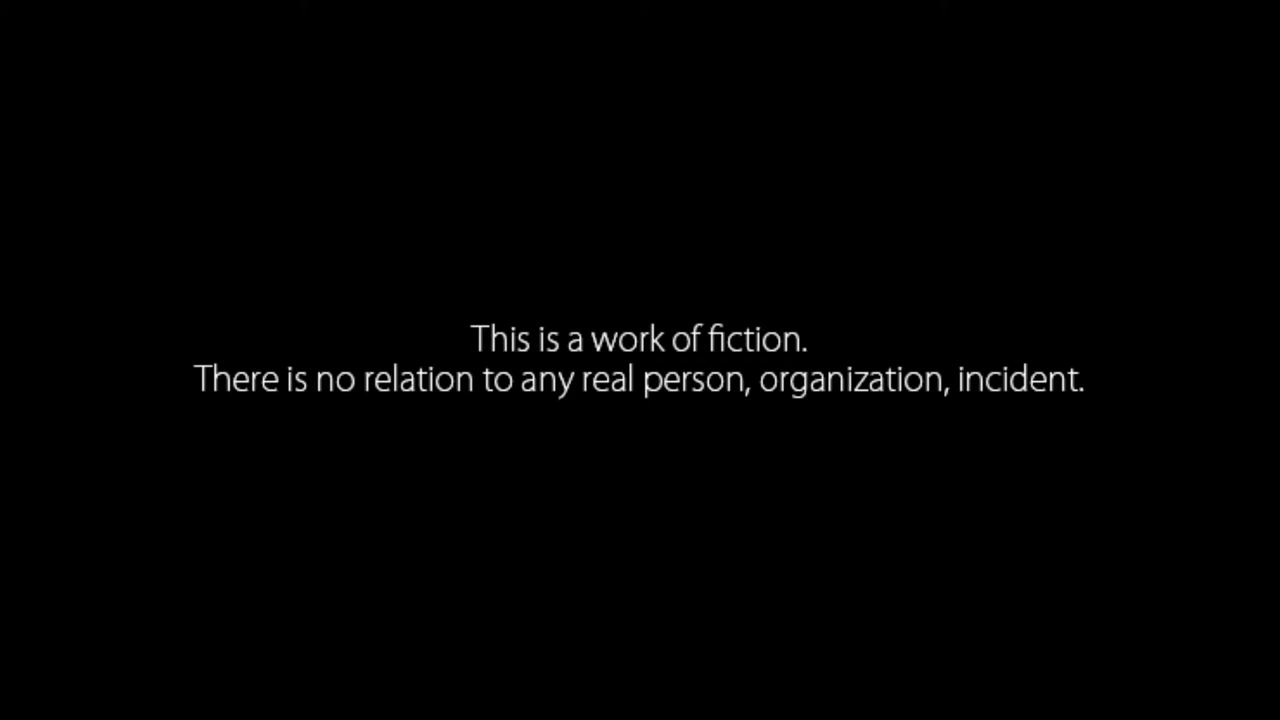 This is a work of fiction.
There is no relation to any real person, organization, incident.